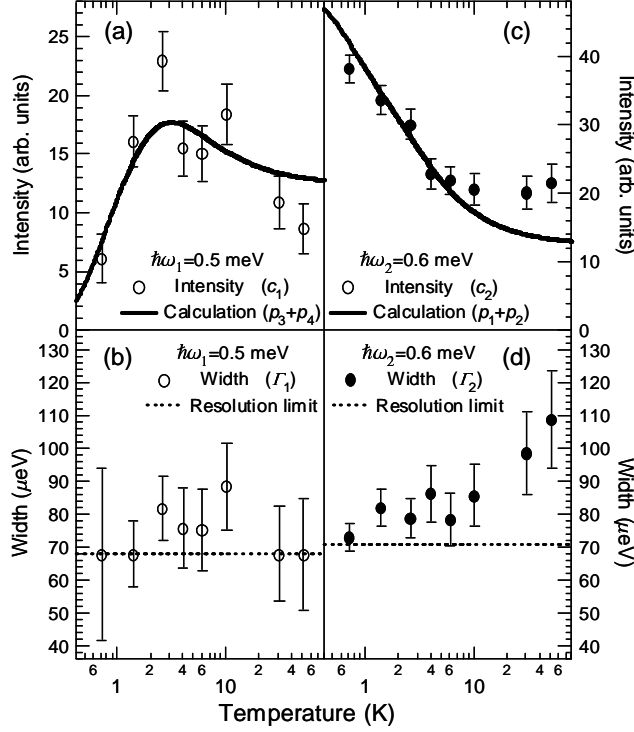 (a)
(c)
25
20
15
10
5
0
Intensity (arb. units)
40
30
20
10
0
Intensity (arb. units)
ℏω₁=0.5 meV
Intensity (c₁)
Calculation (p₃+p₄)
ℏω₂=0.6 meV
Intensity (c₂)
Calculation (p₁+p₂)
(b)
ℏω₁=0.5 meV
Width (Γ₁)
Resolution limit
ℏω₂=0.6 meV
(d)
Width (Γ₂)
Resolution limit
130
120
110
100
90
80
70
60
50
40
Width (μeV)
130
120
110
100
90
80
70
60
50
40
Width (μeV)
6 1 2 4 6 10 2 4 6
6 1 2 4 6 10 2 4 6
Temperature (K)